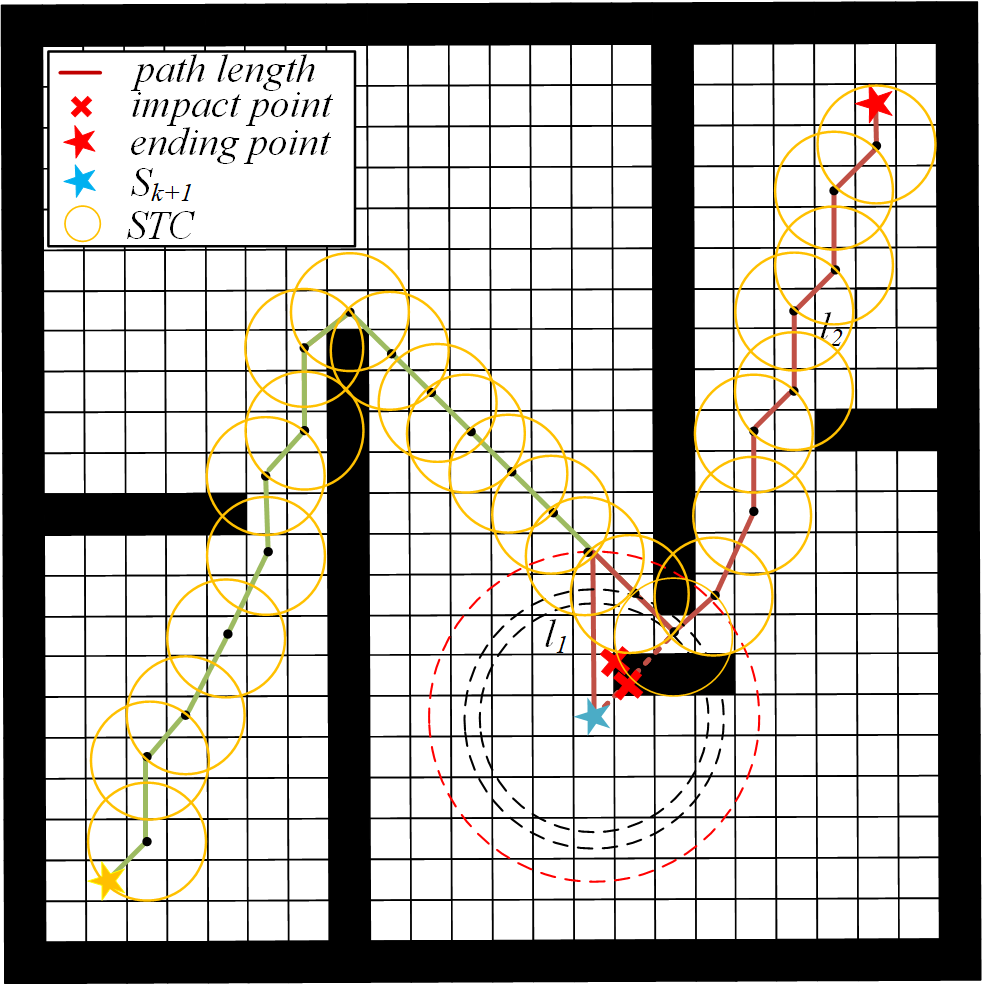 path length
impact point
ending point
S_{k+1}
STC
l_2
l_1